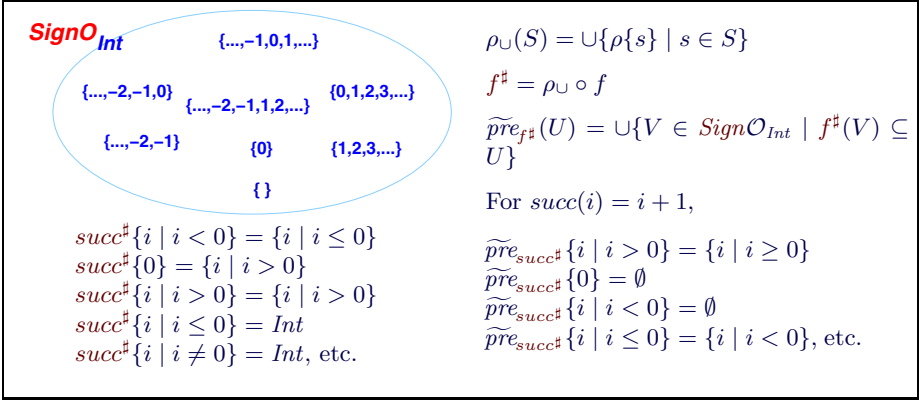 SignO_Int
{...,−1,0,1,...}
{...,−2,−1,0}
{...,−2,−1,1,2,...}
{0,1,2,3,...}
{...,−2,−1}
{0}
{1,2,3,...}
{ }
succ♯{i | i < 0} = {i | i ≤ 0}
succ♯{0} = {i | i > 0}
succ♯{i | i > 0} = {i | i > 0}
succ♯{i | i ≤ 0} = Int
succ♯{i | i ≠ 0} = Int, etc.
ρ∪(S) = ∪{ρ{s} | s ∈ S}
f♯ = ρ∪ ∘ f
p͂re_f♯(U) = ∪{V ∈ Sign𝒪_Int | f♯(V) ⊆
U}
For succ(i) = i + 1,
p͂re_succ♯{i | i > 0} = {i | i ≥ 0}
p͂re_succ♯{0} = ∅
p͂re_succ♯{i | i < 0} = ∅
p͂re_succ♯{i | i ≤ 0} = {i | i < 0}, etc.